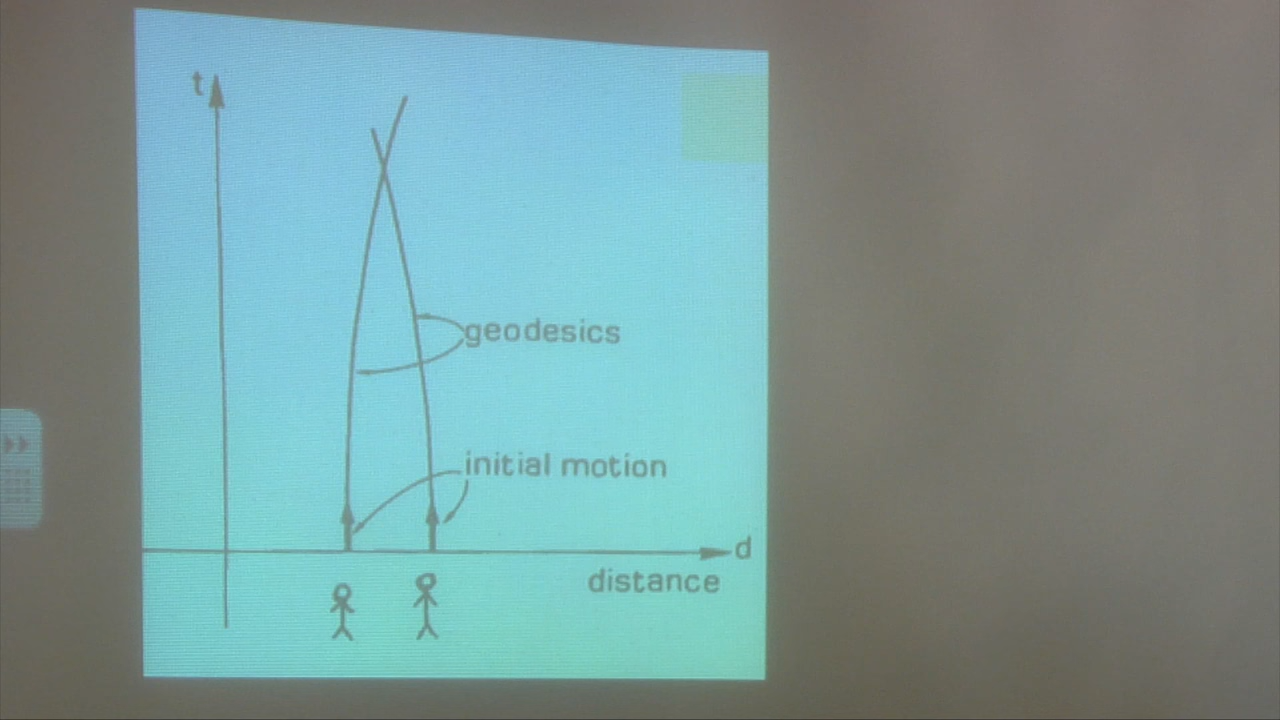 t
geodesics
initial motion
d
distance